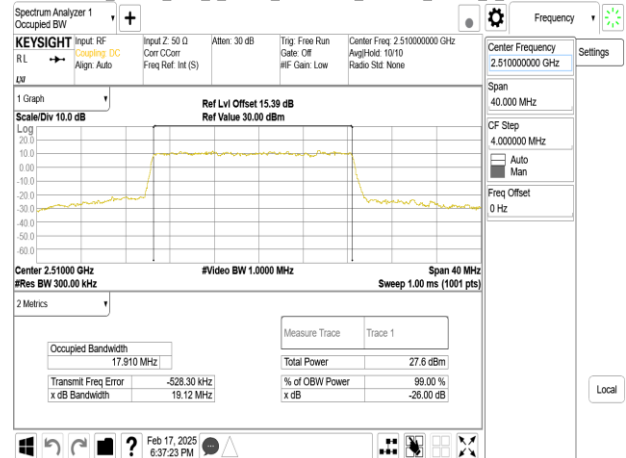 Spectrum Analyzer 1
Occupied BW
Frequency
KEYSIGHT
RL
LXI
Input: RF
Coupling: DC
Align: Auto
Input Z: 50 Ω
Corr CCorr
Freq Ref: Int (S)
Atten: 30 dB
Trig: Free Run
Gate: Off
#IF Gain: Low
Center Freq: 2.510000000 GHz
Avg|Hold: 10/10
Radio Std: None
Center Frequency
2.510000000 GHz
Settings
Span
40.000 MHz
CF Step
4.000000 MHz
Auto
Man
Freq Offset
0 Hz
1 Graph
Scale/Div 10.0 dB
Ref Lvl Offset 15.39 dB
Ref Value 30.00 dBm
Log
20.0
10.0
0.00
-10.0
-20.0
-30.0
-40.0
-50.0
-60.0
Center 2.51000 GHz
#Res BW 300.00 kHz
#Video BW 1.0000 MHz
Span 40 MHz
Sweep 1.00 ms (1001 pts)
2 Metrics
Measure Trace Trace 1
Occupied Bandwidth
17.910 MHz
Total Power 27.6 dBm
Transmit Freq Error -528.30 kHz
% of OBW Power 99.00 %
x dB Bandwidth 19.12 MHz
x dB -26.00 dB
Local
?
Feb 17, 2025
6:37:23 PM